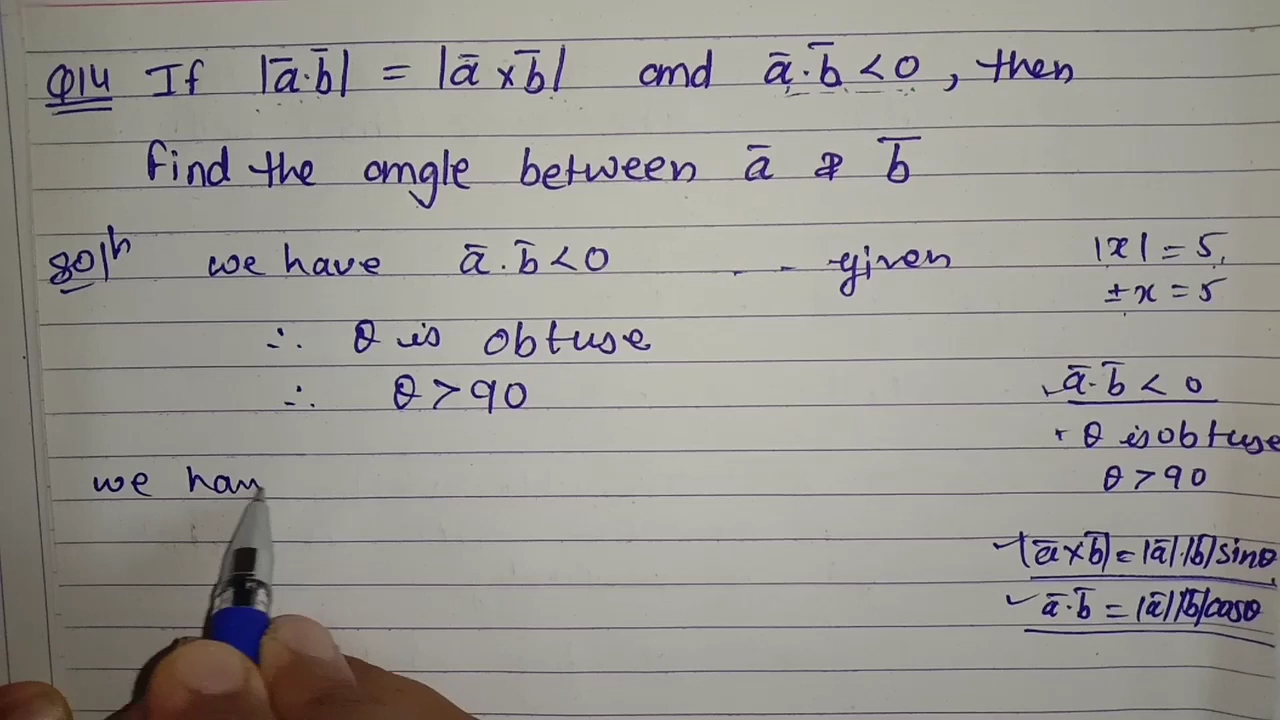 Q14 If |a̅·b̅| = |a̅ × b̅| and a̅·b̅ < 0, then
find the angle between a̅ & b̅
Solⁿ we have a̅·b̅ < 0 --- given
∴ θ is obtuse
∴ θ > 90
we hav
|x| = 5,
±x = 5
a̅·b̅ < 0
θ is obtuse
θ > 90
|a̅×b̅| = |a̅|·|b̅| sinθ
a̅·b̅ = |a̅| |b̅| cosθ